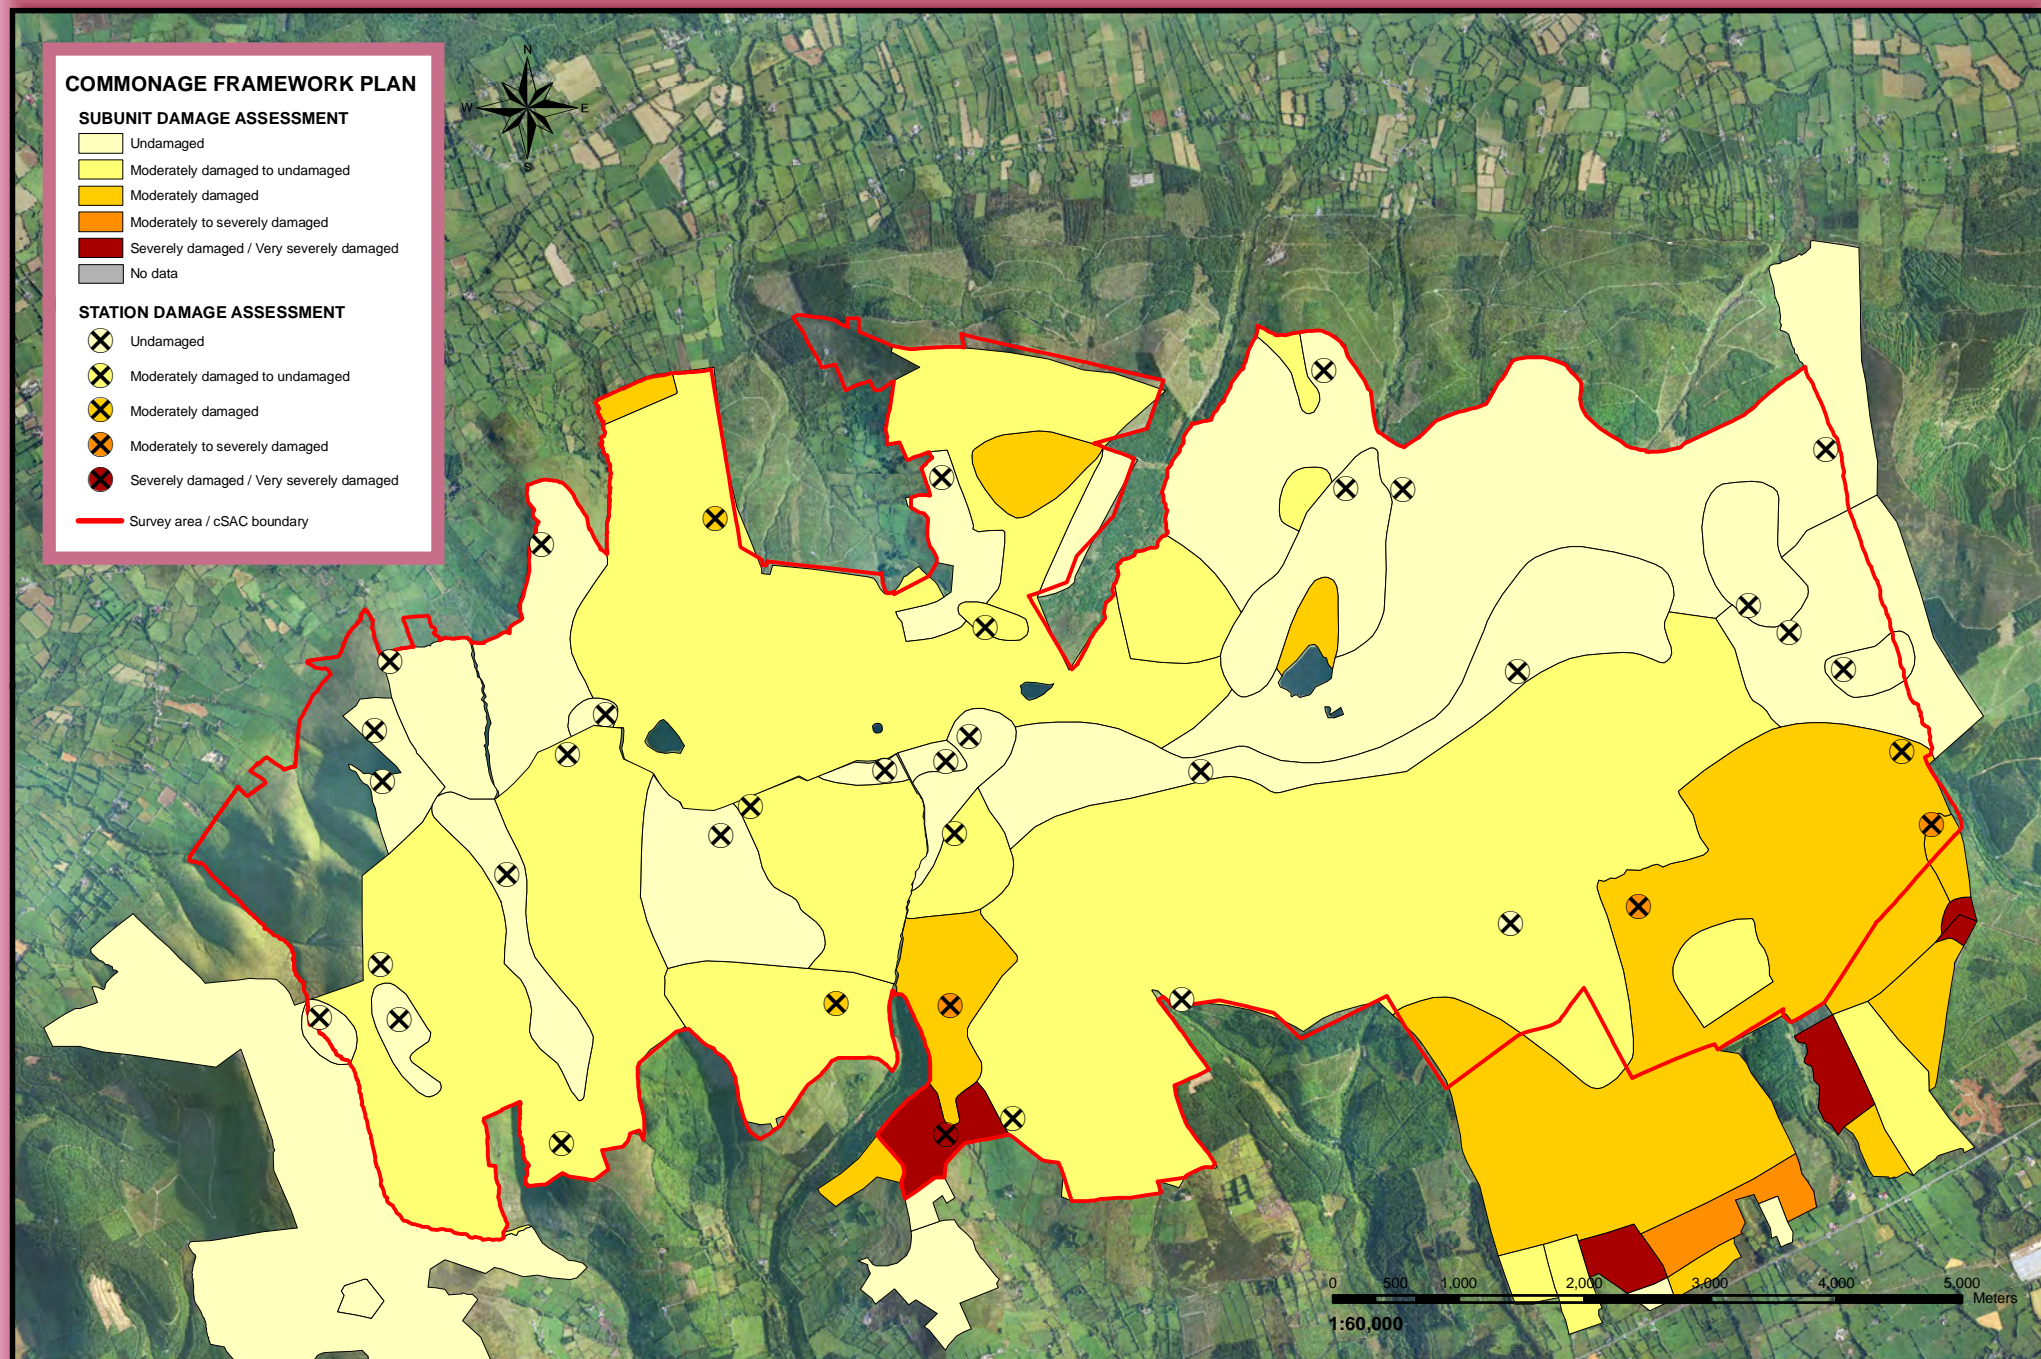 COMMONAGE FRAMEWORK PLAN
SUBUNIT DAMAGE ASSESSMENT
Undamaged
Moderately damaged to undamaged
Moderately damaged
Moderately to severely damaged
Severely damaged / Very severely damaged
No data
STATION DAMAGE ASSESSMENT
Undamaged
Moderately damaged to undamaged
Moderately damaged
Moderately to severely damaged
Severely damaged / Very severely damaged
Survey area / cSAC boundary
N
W E
S
0 500 1,000 2,000 3,000 4,000 5,000
Meters
1:60,000